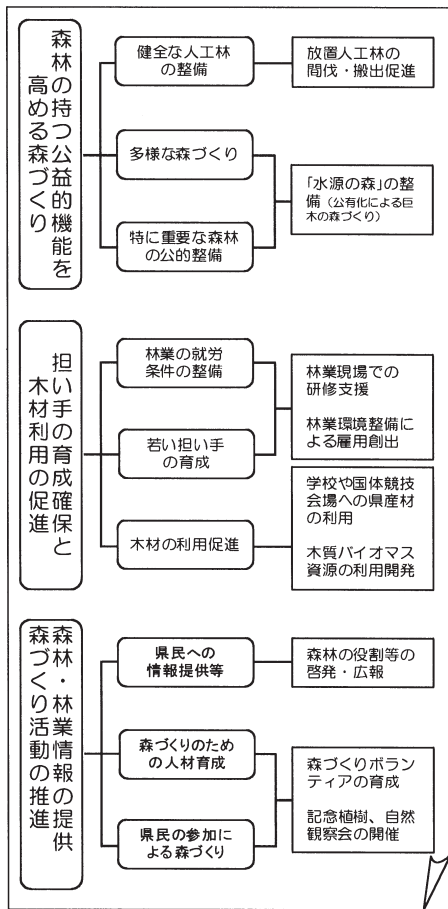 森林の持つ公益的機能を
高める森づくり
健全な人工林
の整備
放置人工林の
間伐・搬出促進
多様な森づくり
特に重要な森林
の公的整備
「水源の森」の整
備（公有化による巨
木の森づくり）
担い手の育成確保と
木材利用の促進
林業の就労
条件の整備
若い担い手
の育成
林業現場での
研修支援
林業環境整備
による雇用創出
木材の利用促進
学校や国体競技
会場への県産材
の利用
木質バイオマス
資源の利用開発
森林・林業情報の提供
森づくり活動の推進
県民への
情報提供等
森林の役割等の
啓発・広報
森づくりのための
の人材育成
県民の参加に
よる森づくり
森づくりボラン
ティアの育成
記念植樹、自然
観察会の開催